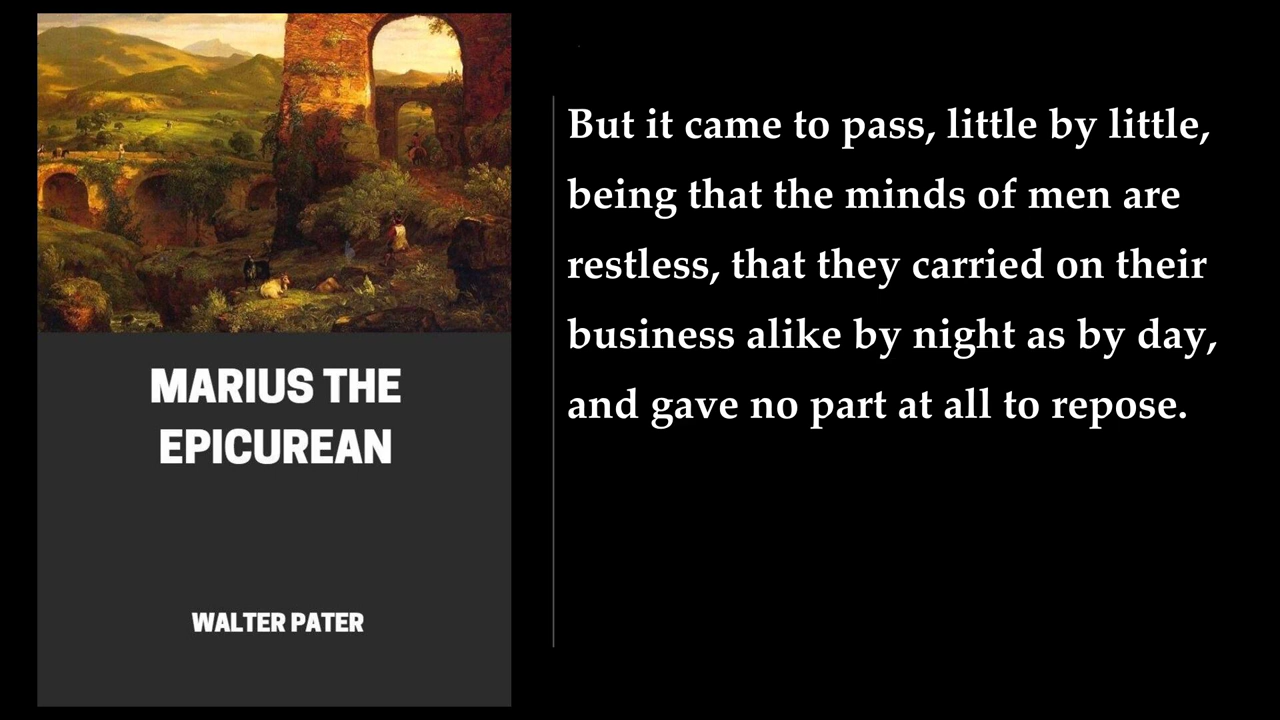 MARIUS THE
EPICUREAN
WALTER PATER
But it came to pass, little by little,
being that the minds of men are
restless, that they carried on their
business alike by night as by day,
and gave no part at all to repose.